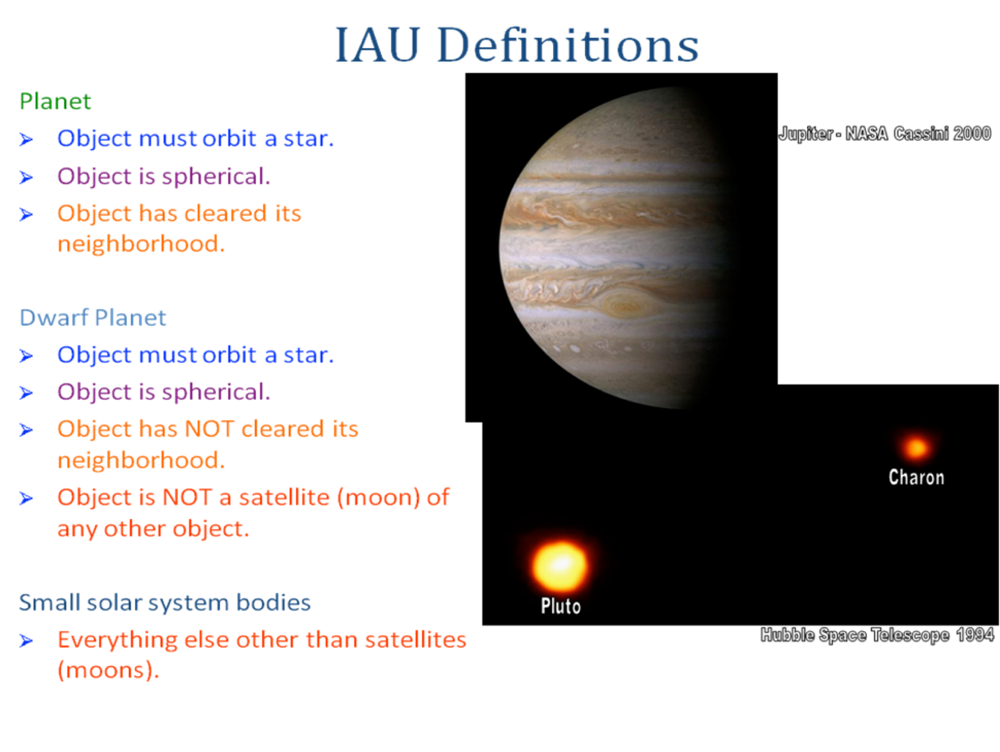 IAU Definitions
Planet
➢ Object must orbit a star.
➢ Object is spherical.
➢ Object has cleared its
neighborhood.
Dwarf Planet
➢ Object must orbit a star.
➢ Object is spherical.
➢ Object has NOT cleared its
neighborhood.
➢ Object is NOT a satellite (moon) of
any other object.
Small solar system bodies
➢ Everything else other than satellites
(moons).
Jupiter - NASA Cassini 2000
Charon
Pluto
Hubble Space Telescope 1994